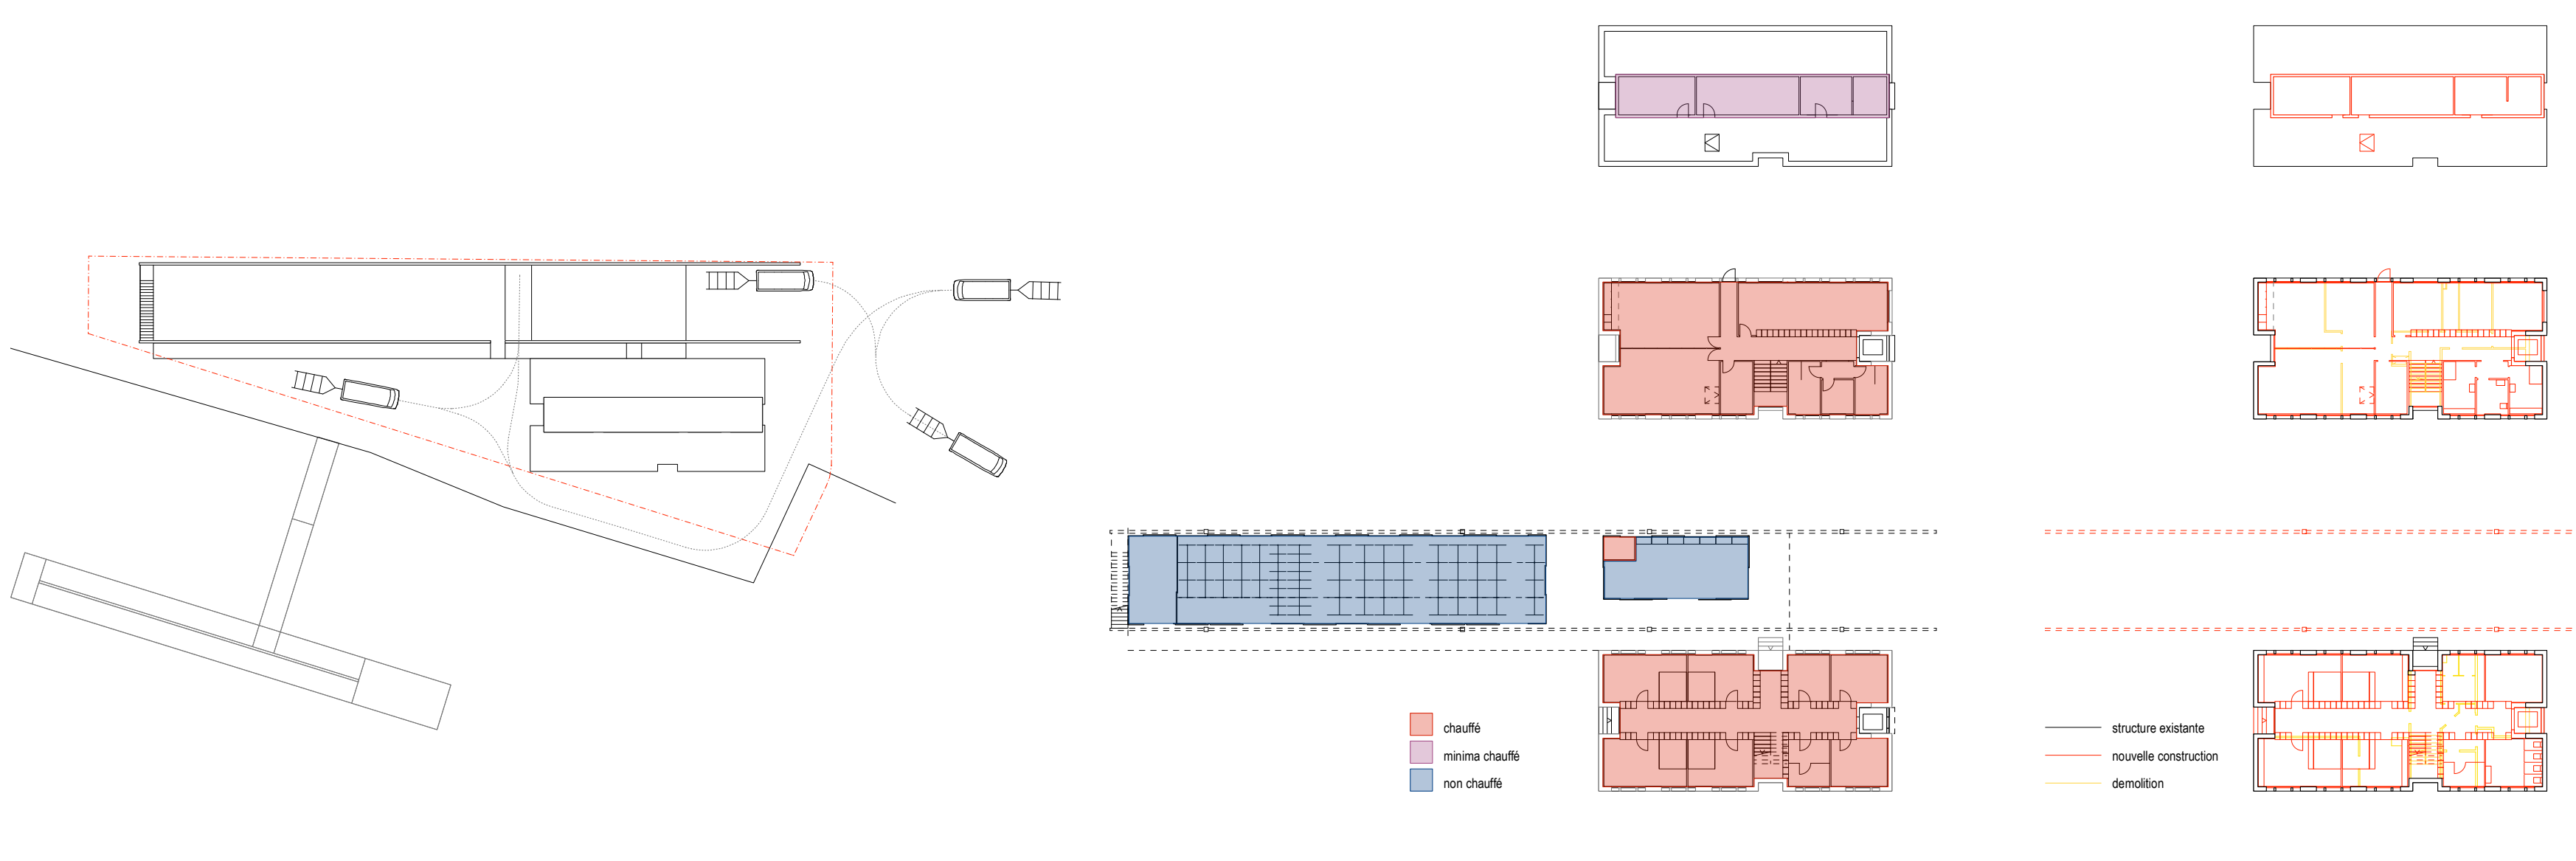 chauffé
minima chauffé
non chauffé
structure existante
nouvelle construction
demolition